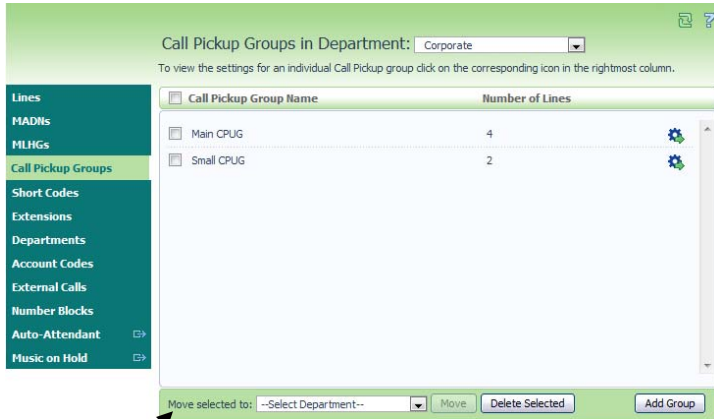 Call Pickup Groups in Department: Corporate
To view the settings for an individual Call Pickup group click on the corresponding icon in the rightmost column.
Lines
MADNs
MLHGs
Call Pickup Groups
Short Codes
Extensions
Departments
Account Codes
External Calls
Number Blocks
Auto-Attendant
Music on Hold
Call Pickup Group Name Number of Lines
Main CPUG 4
Small CPUG 2
Move selected to: --Select Department-- Move Delete Selected Add Group